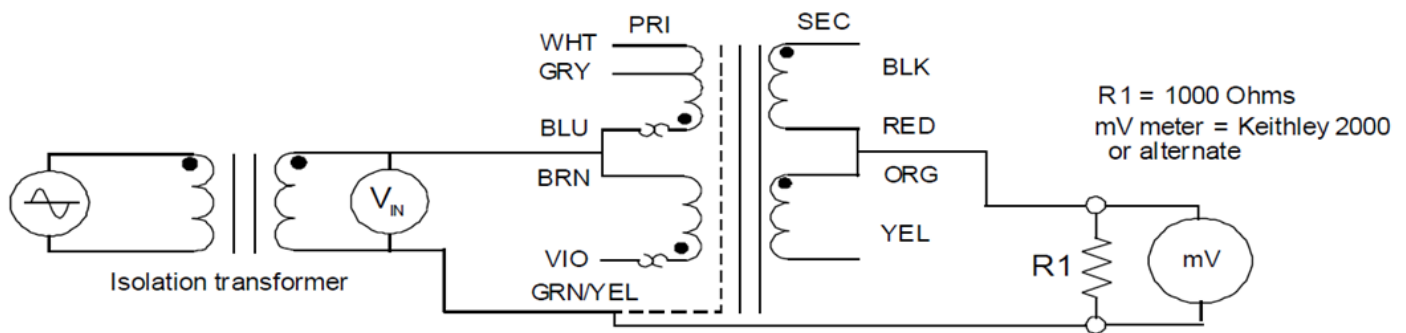 PRI
SEC
WHT
GRY
BLK
BLU
RED
BRN
ORG
VIO
YEL
GRN/YEL
V IN
Isolation transformer
R1 = 1000 Ohms
mV meter = Keithley 2000
or alternate
R1
mV